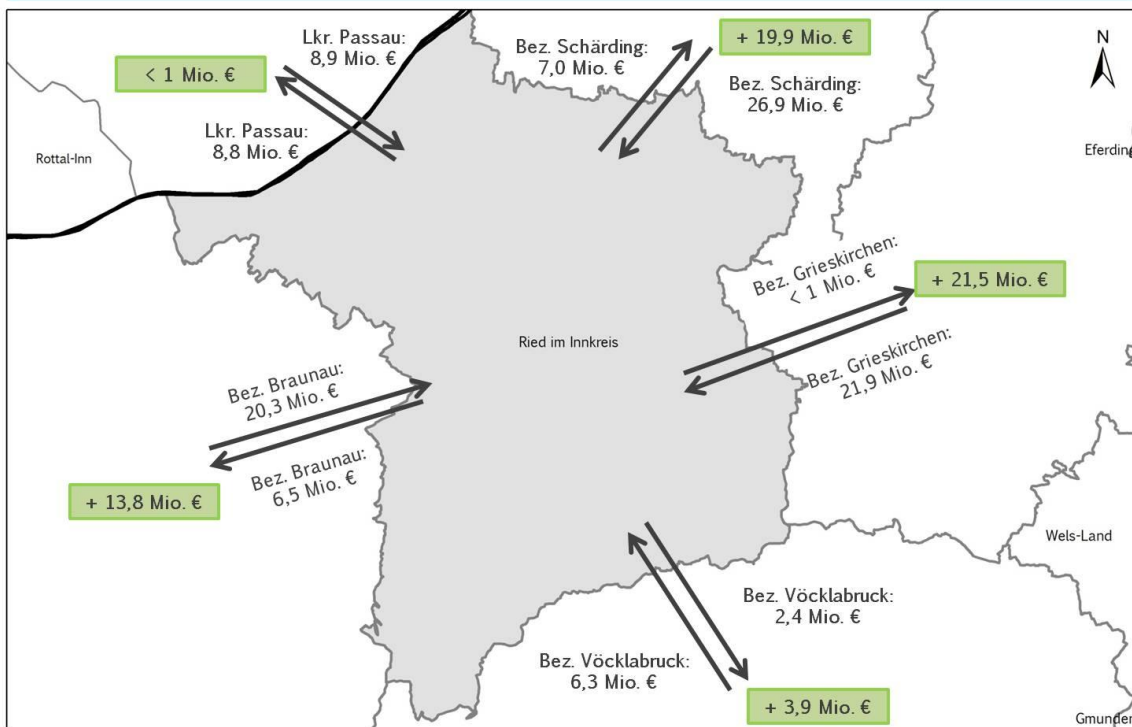 Lkr. Passau:
8,9 Mio. €
< 1 Mio. €
Lkr. Passau:
8,8 Mio. €
Rottal-Inn
Bez. Schärding:
7,0 Mio. €
+ 19,9 Mio. €
Bez. Schärding:
26,9 Mio. €
N
Eferding
Bez. Grieskirchen:
< 1 Mio. €
+ 21,5 Mio. €
Ried im Innkreis
Bez. Grieskirchen:
21,9 Mio. €
Bez. Braunau:
20,3 Mio. €
Bez. Braunau:
6,5 Mio. €
+ 13,8 Mio. €
Wels-Land
Bez. Vöcklabruck:
2,4 Mio. €
Bez. Vöcklabruck:
6,3 Mio. €
+ 3,9 Mio. €
Gmunden